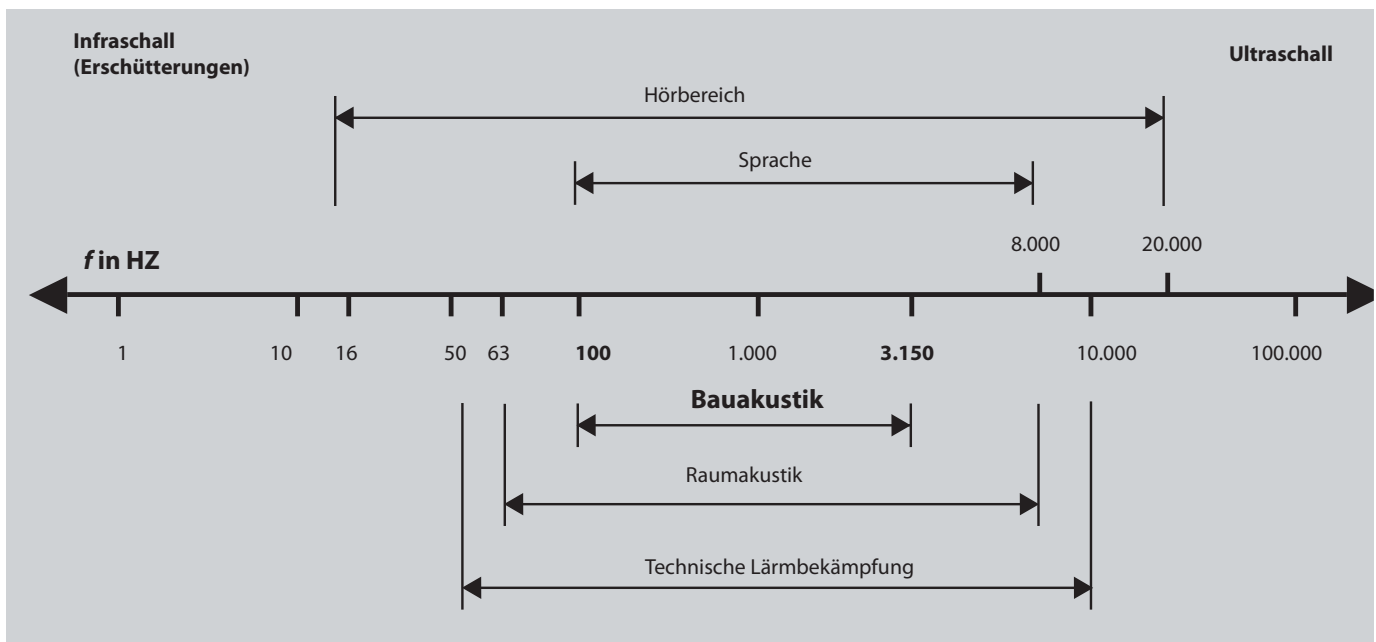 Infraschall
(Erschütterungen)
Ultraschall
Hörbereich
Sprache
8.000
20.000
f in HZ
1
10
16
50
63
100
1.000
3.150
10.000
100.000
Bauakustik
Raumakustik
Technische Lärmbekämpfung